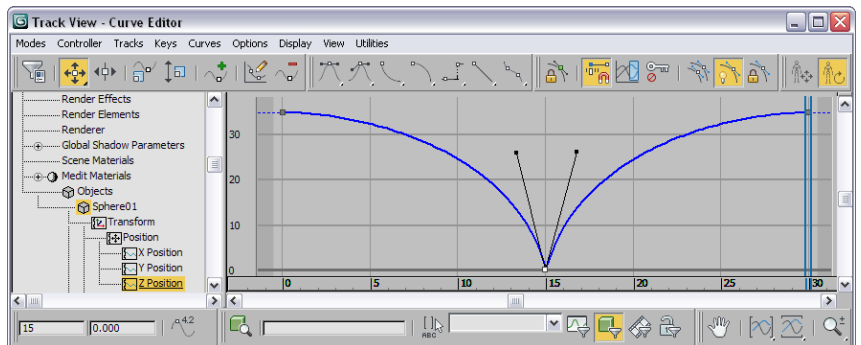 Track View - Curve Editor
Modes Controller Tracks Keys Curves Options Display View Utilities
Render Effects
Render Elements
Renderer
Global Shadow Parameters
Scene Materials
Medit Materials
Objects
Sphere01
Transform
Position
X Position
Y Position
Z Position
30
20
10
0
0 5 10 15 20 25 30
15 0.000 4.2 ABC